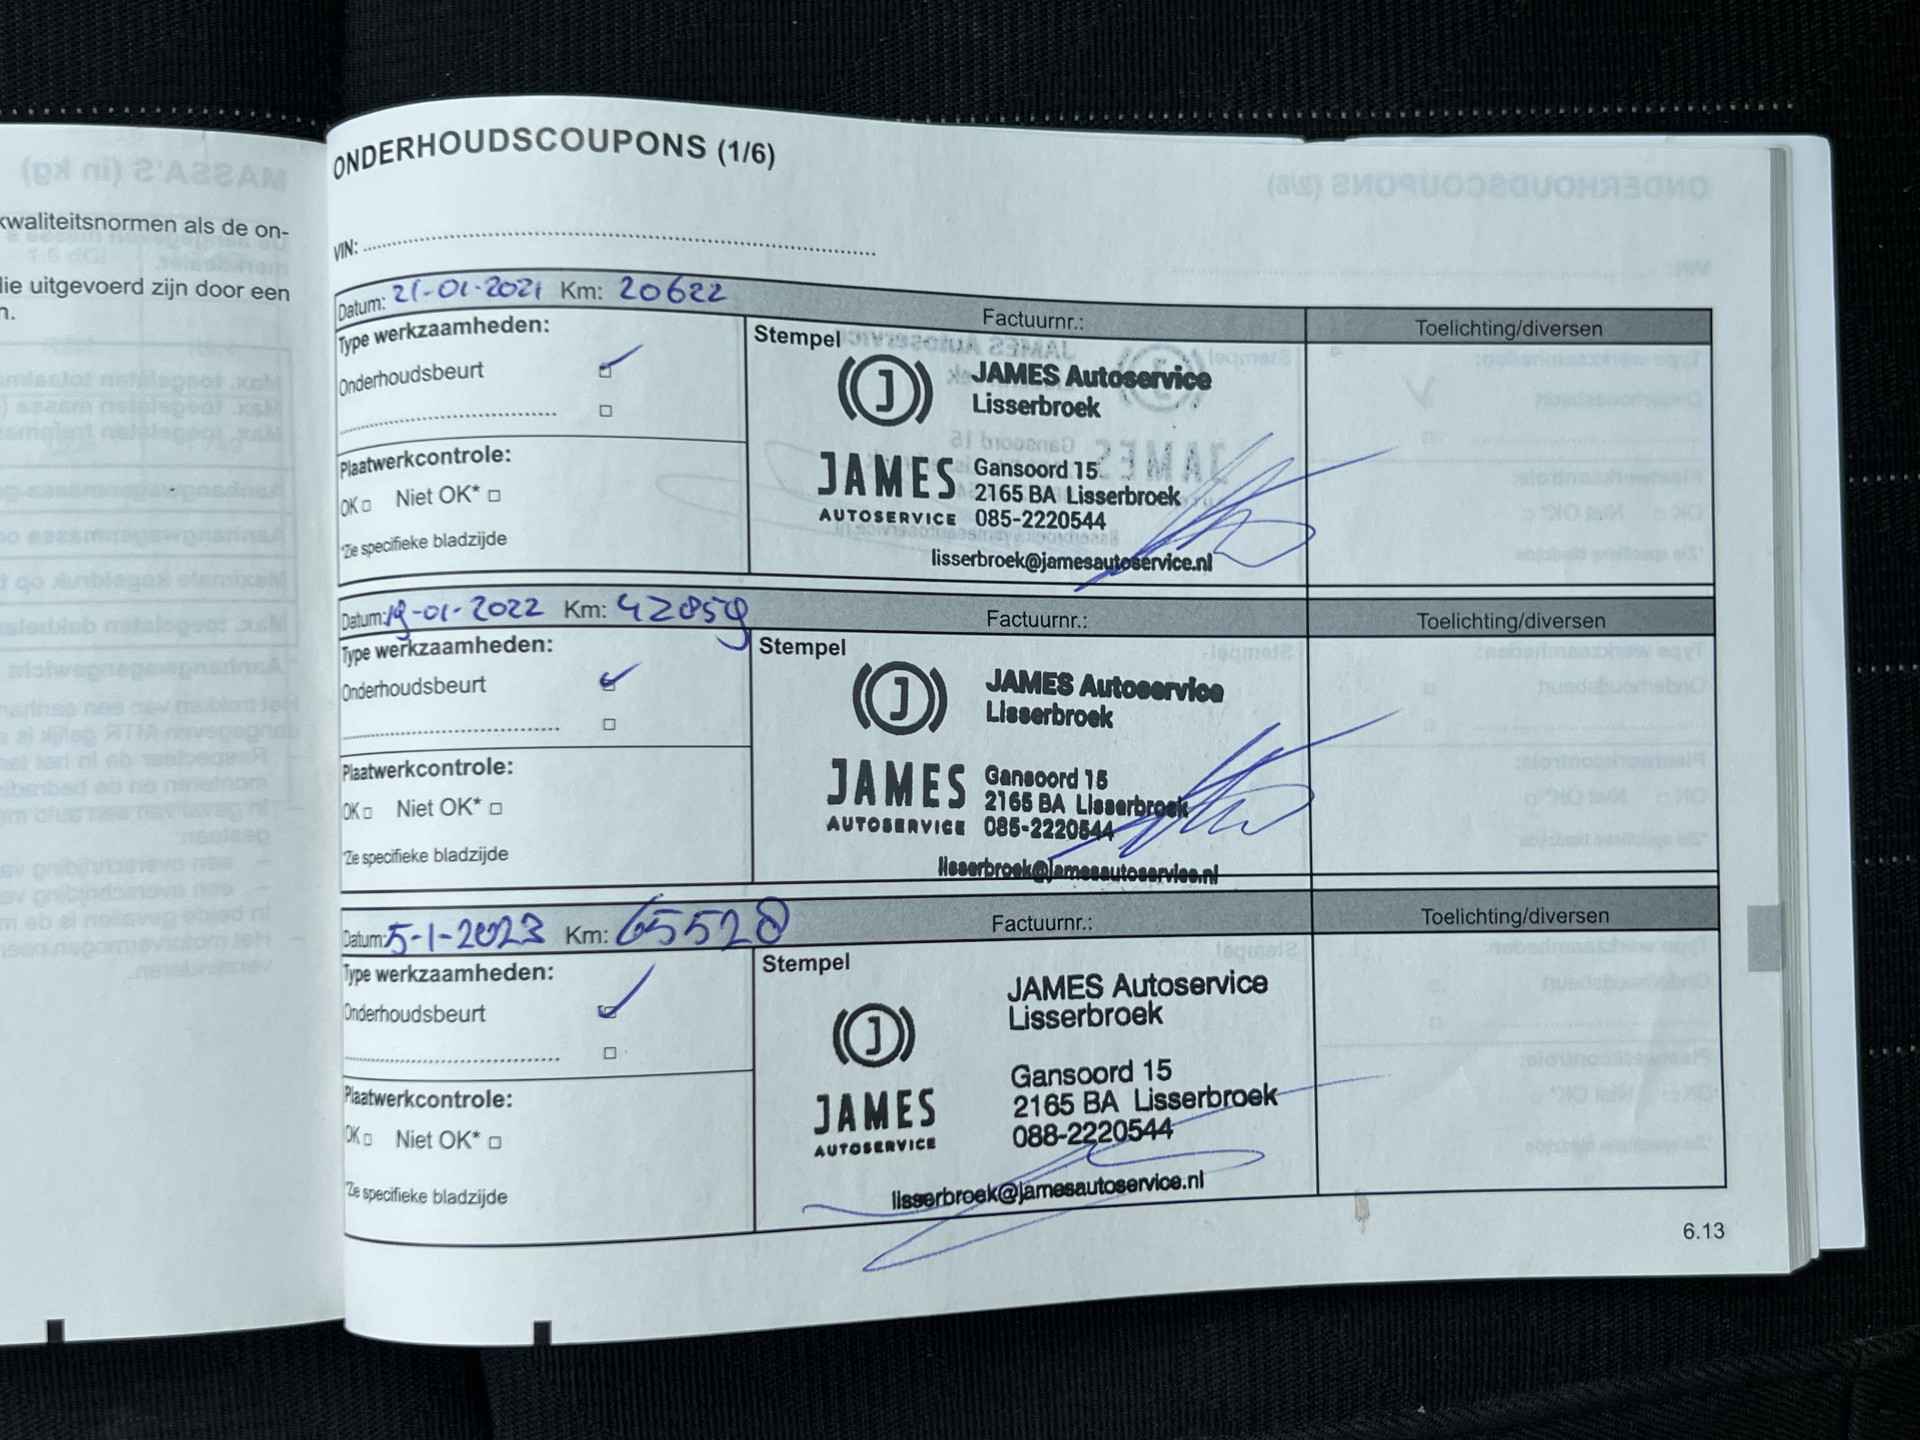 kwaliteitsnormen als de on-
die uitgevoerd zijn door een
n.
ONDERHOUDSCOUPONS (1/6)
VIN:
Datum: 21-01-2021 Km: 20622 Factuurnr.: Toelichting/diversen
Type werkzaamheden:
Onderhoudsbeurt
Plaatwerkcontrole:
OK □ Niet OK* □
*Zie specifieke bladzijde
Stempel
JAMES Autoservice
Lisserbroek
JAMES
AUTOSERVICE
Gansoord 15
2165 BA Lisserbroek
085-2220544
lisserbroek@jamesautoservice.nl
Datum: 19-01-2022 Km: 42859 Factuurnr.: Toelichting/diversen
Type werkzaamheden:
Onderhoudsbeurt
Plaatwerkcontrole:
OK □ Niet OK* □
*Zie specifieke bladzijde
Stempel
JAMES Autoservice
Lisserbroek
JAMES
AUTOSERVICE
Gansoord 15
2165 BA Lisserbroek
085-2220544
lisserbroek@jamesautoservice.nl
Datum: 5-1-2023 Km: 65528 Factuurnr.: Toelichting/diversen
Type werkzaamheden:
Onderhoudsbeurt
Plaatwerkcontrole:
OK □ Niet OK* □
*Zie specifieke bladzijde
Stempel
JAMES Autoservice
Lisserbroek
JAMES
AUTOSERVICE
Gansoord 15
2165 BA Lisserbroek
088-2220544
lisserbroek@jamesautoservice.nl
6.13